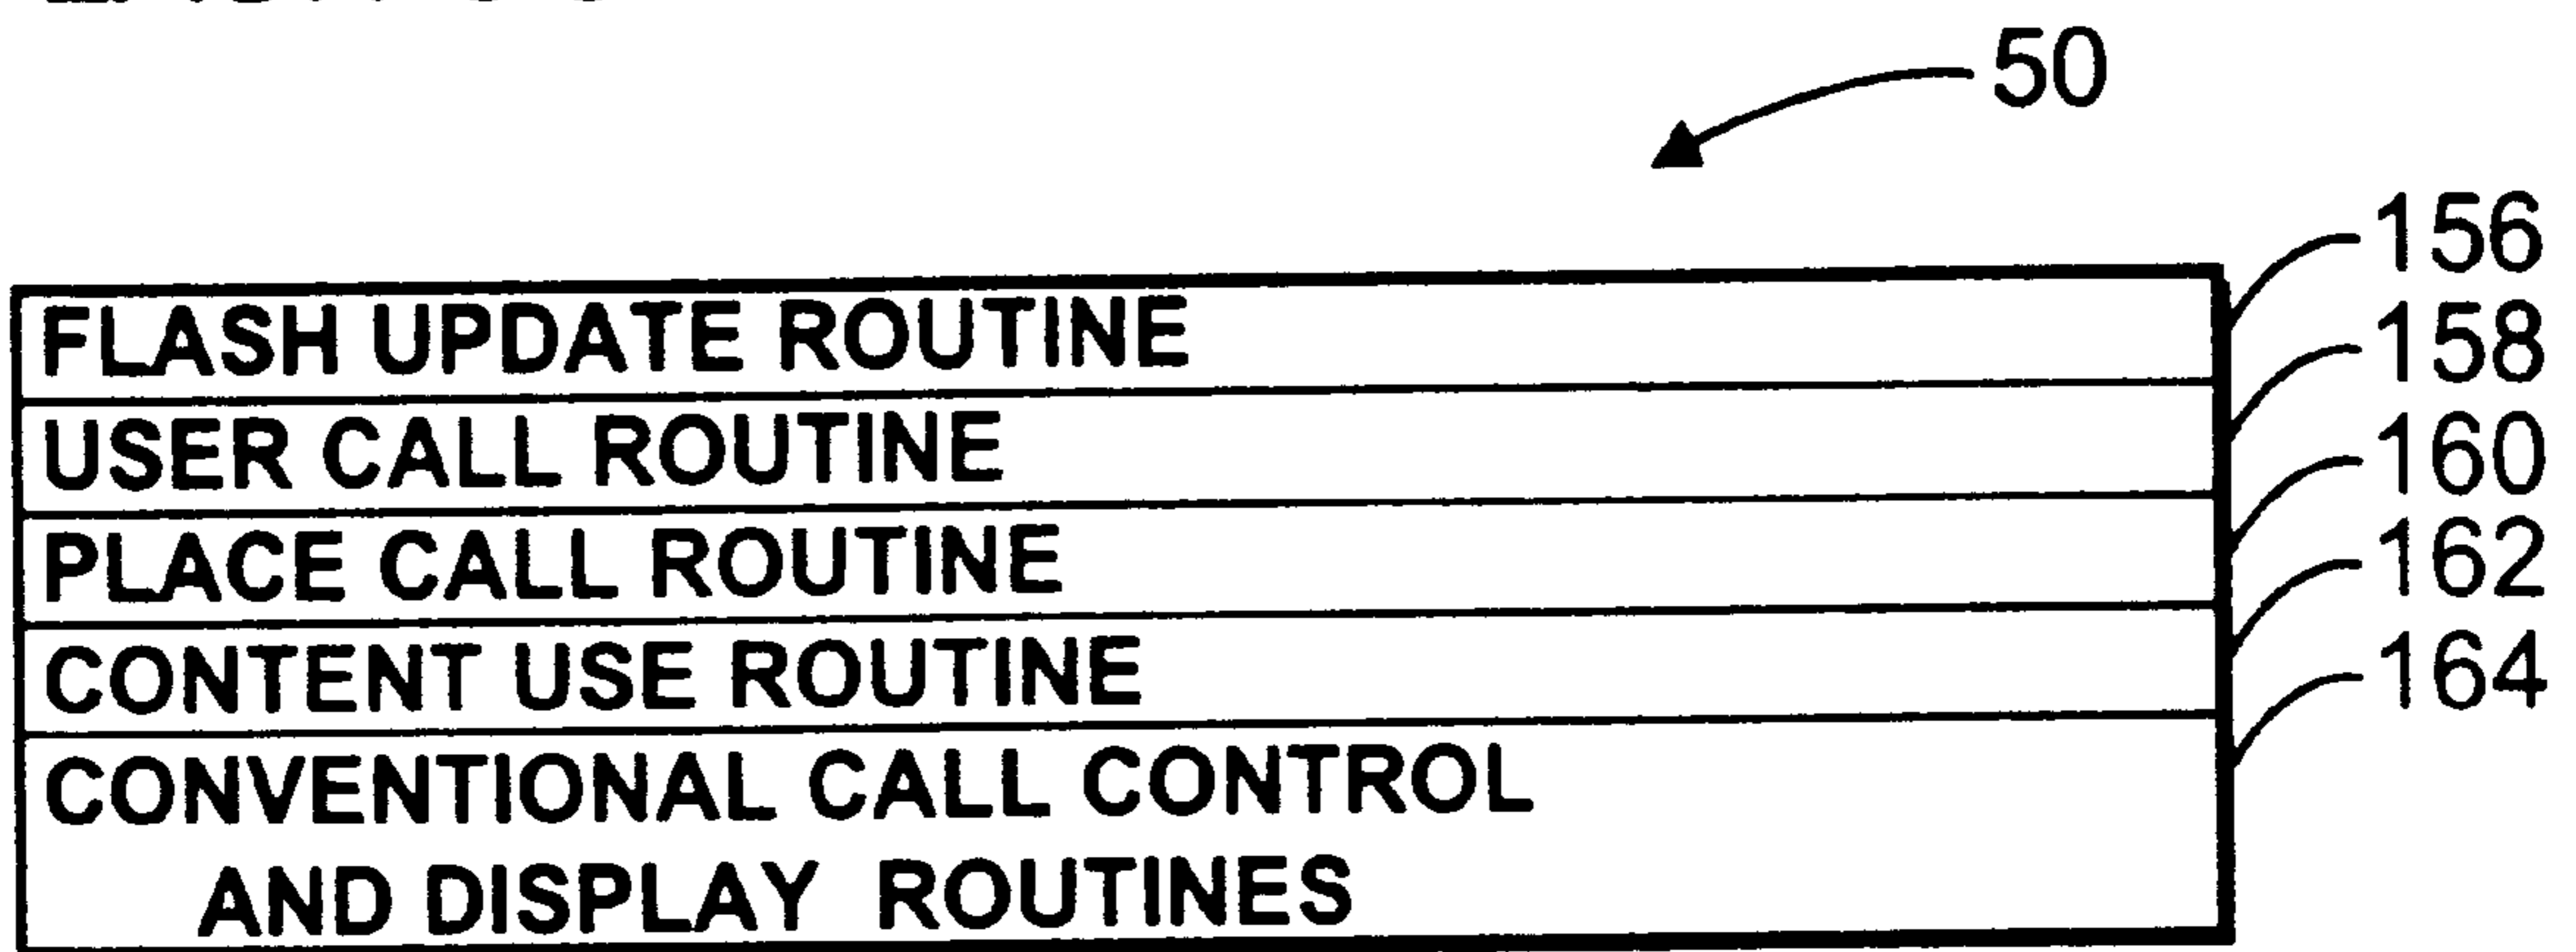 50
156
FLASH UPDATE ROUTINE
158
USER CALL ROUTINE
160
PLACE CALL ROUTINE
162
CONTENT USE ROUTINE
164
CONVENTIONAL CALL CONTROL
AND DISPLAY ROUTINES